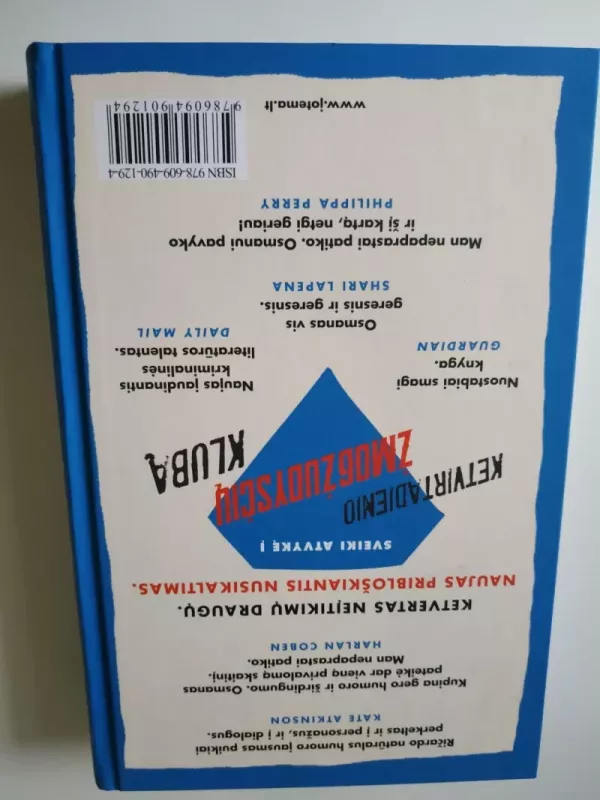 Ričardo natūralus humoro jausmas puikiai
perkeltas ir į personažus, ir į dialogus.
KATE ATKINSON
Kupina gero humoro ir širdingumo. Osmanas
pateikė dar vieną privalomą skaitinį.
Man nepaprastai patiko.
HARLAN COBEN
KETVERTAS NEĮTIKIMŲ DRAUGŲ.
NAUJAS PRIBLOŠKIANTIS NUSIKALTIMAS.
SVEIKI ATVYKĘ Į
KETVIRTADIENIO
ŽMOGŽUDYSČIŲ
KLUBĄ
Nuostabiai smagi
knyga.
GUARDIAN
Naujas jaudinantis
kriminalinės
literatūros talentas.
DAILY MAIL
Osmanas vis
geresnis ir geresnis.
SHARI LAPENA
Man nepaprastai patiko. Osmanui pavyko
ir šį kartą, netgi geriau!
PHILIPPA PERRY
www.jotema.lt
ISBN 978-609-490-129-4
9 786094 901294